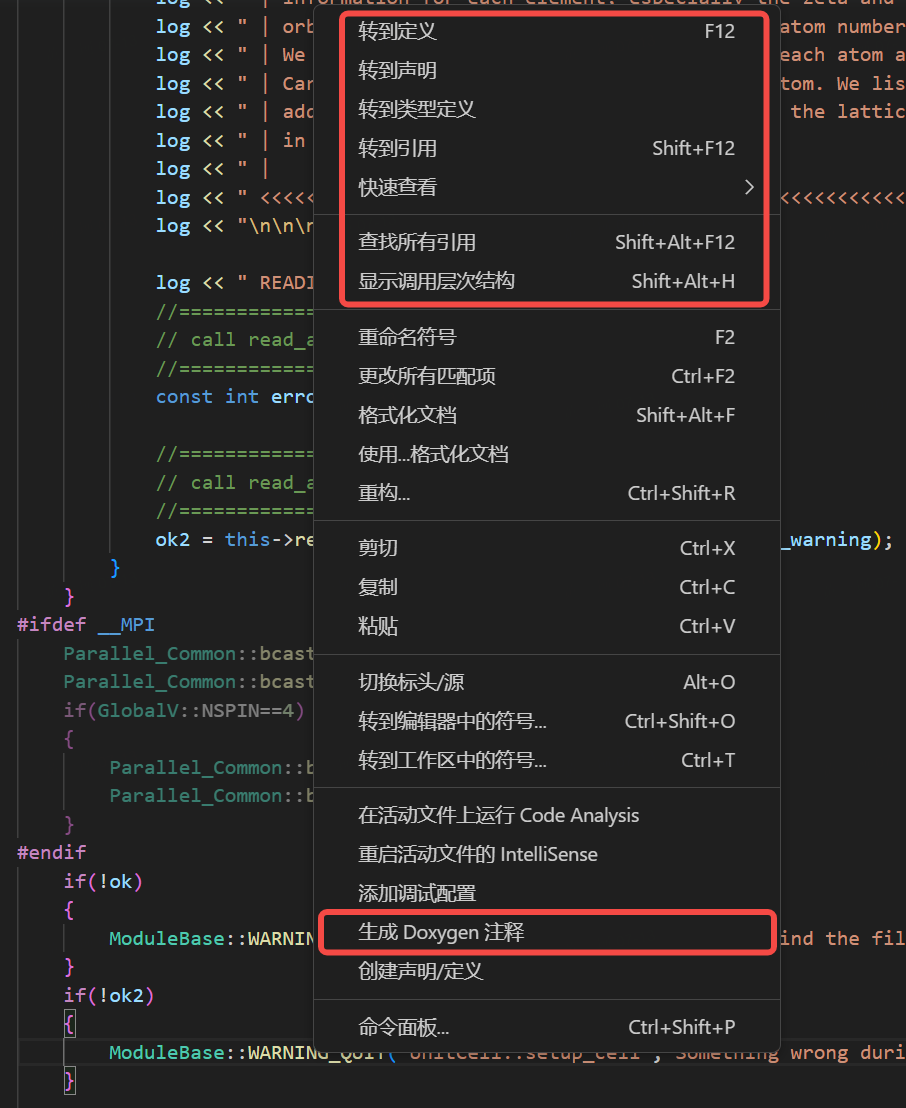 log << " | information for each element, especially the zeta and
log << " | orb atom number
log << " | We each atom a
log << " | Car tom. We lis
log << " | add the lattic
log << " | in
log << " |
log << " <<<<< <<<<<<<<<<<
log << "\n\n\n
log << " READI
//============
// call read_a
//============
const int erro
//============
// call read_a
//============
ok2 = this->re _warning);
}
}
#ifdef __MPI
Parallel_Common::bcast
Parallel_Common::bcast
if(GlobalV::NSPIN==4)
{
Parallel_Common::b
Parallel_Common::b
}
#endif
if(!ok)
{
ModuleBase::WARNIN ind the fil
}
if(!ok2)
{
ModuleBase::WARNING_QUIT("UnitCell::setup_cell","Something wrong duri
}
转到定义 F12
转到声明
转到类型定义
转到引用 Shift+F12
快速查看 >
查找所有引用 Shift+Alt+F12
显示调用层次结构 Shift+Alt+H
重命名符号 F2
更改所有匹配项 Ctrl+F2
格式化文档 Shift+Alt+F
使用...格式化文档
重构... Ctrl+Shift+R
剪切 Ctrl+X
复制 Ctrl+C
粘贴 Ctrl+V
切换标头/源 Alt+O
转到编辑器中的符号... Ctrl+Shift+O
转到工作区中的符号... Ctrl+T
在活动文件上运行 Code Analysis
重启活动文件的 IntelliSense
添加调试配置
生成 Doxygen 注释
创建声明/定义
命令面板... Ctrl+Shift+P